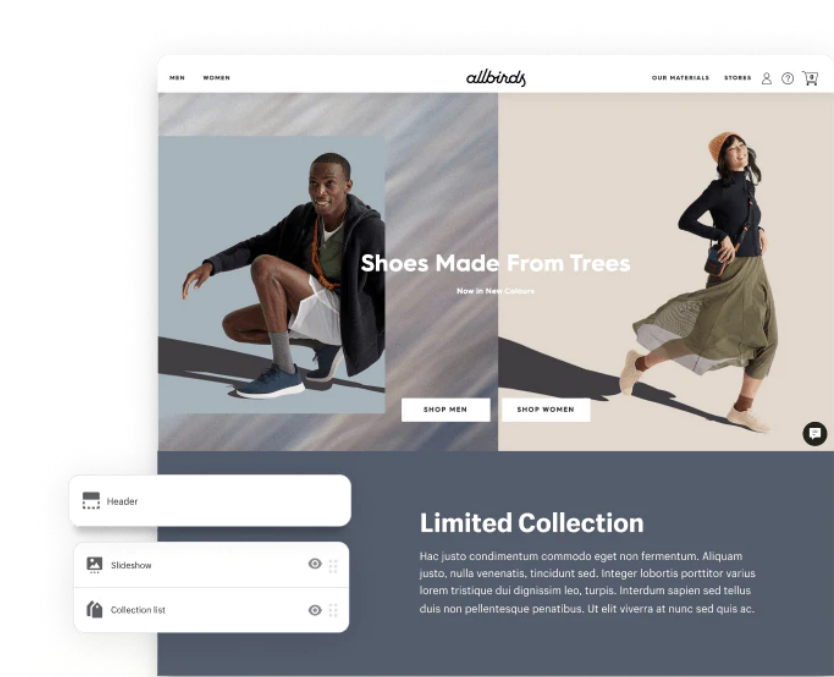 MEN WOMEN allbirds OUR MATERIALS STORES 0
Shoes Made From Trees
Now in New Colours
SHOP MEN SHOP WOMEN
Header
Slideshow
Collection list
Limited Collection
Hac justo condimentum commodo eget non fermentum. Aliquam
justo, nulla venenatis, tincidunt sed. Integer lobortis porttitor varius
lorem tristique dui dignissim leo, turpis. Interdum sapien sed tellus
duis non pellentesque penatibus. Ut elit viverra at nunc sed quis ac.